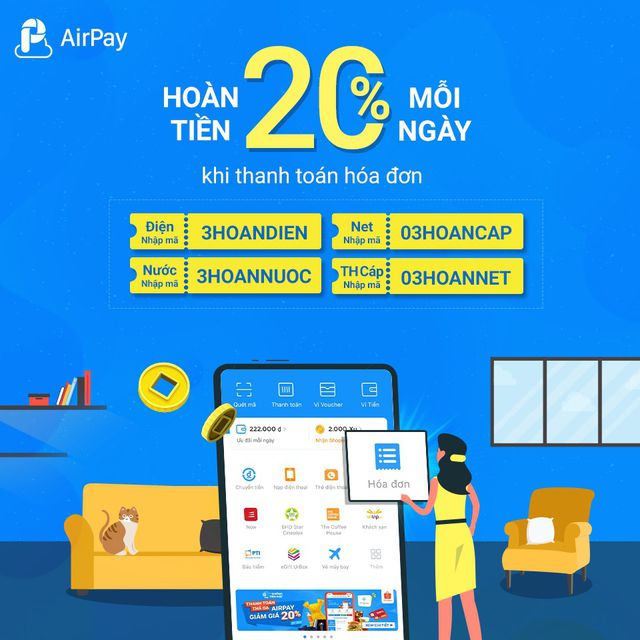 AirPay
HOÀN
TIỀN
20%
MỖI
NGÀY
khi thanh toán hóa đơn
Điện
Nhập mã
3HOANDIEN
Net
Nhập mã
03HOANCAP
Nước
Nhập mã
3HOANNUOC
TH Cáp
Nhập mã
03HOANNET
Quét mã
Thanh toán
Ví Voucher
Ví Tiền
222.000 đ
Ưu đãi mỗi ngày
2.000 Xu
Nhận Shop
Hóa đơn
Chuyển tiền
Nạp điện thoại
Thẻ điện thoại
Now
BHD Star
Cineplex
The Coffee
House
Khách sạn
PTI
Bảo hiểm
eGift UrBox
Vé máy bay
Thêm
THANH TOÁN
THẢ GA
AIRPAY
GIẢM GIÁ 20%